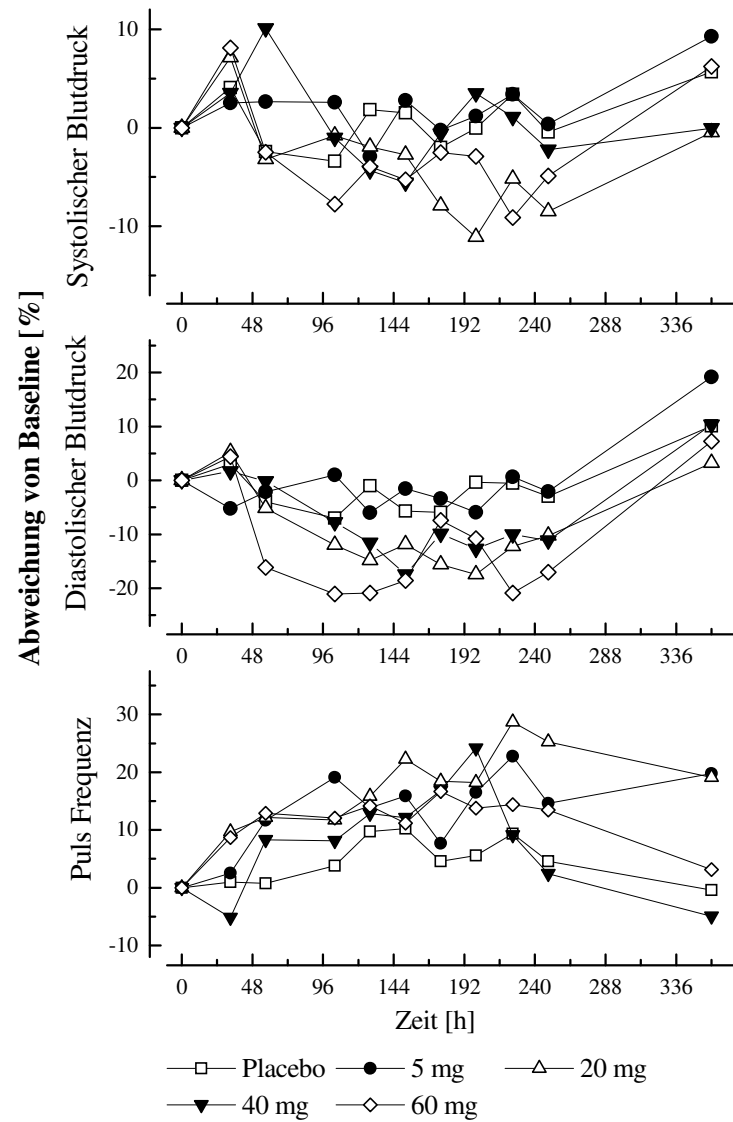 Abweichung von Baseline [%]
Systolischer Blutdruck
10
0
-10
0 48 96 144 192 240 288 336
Diastolischer Blutdruck
20
10
0
-10
-20
0 48 96 144 192 240 288 336
Puls Frequenz
30
20
10
0
-10
0 48 96 144 192 240 288 336
Zeit [h]
Placebo 5 mg 20 mg
40 mg 60 mg